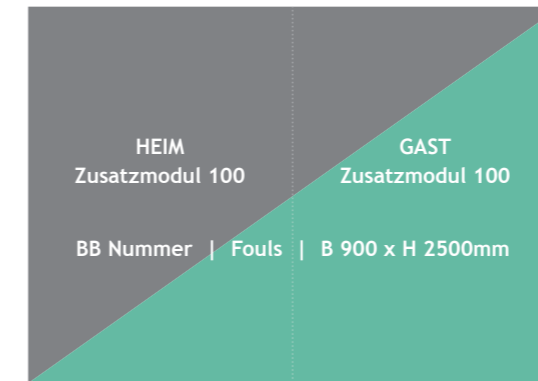 HEIM
Zusatzmodul 100
GAST
Zusatzmodul 100
BB Nummer | Fouls | B 900 x H 2500mm